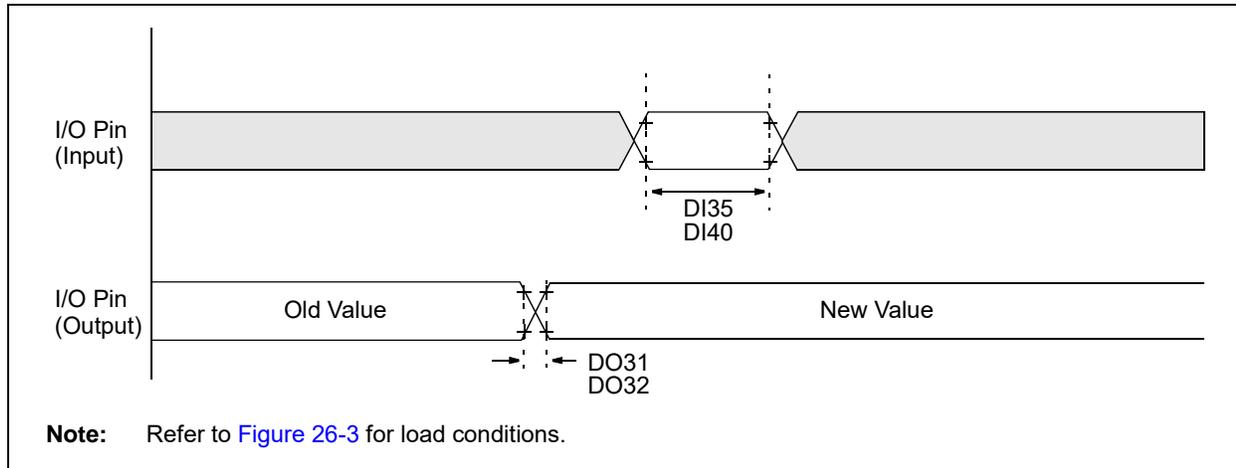 I/O Pin
(Input)
DI35
DI40
I/O Pin
(Output)
Old Value
New Value
DO31
DO32
Note: Refer to Figure 26-3 for load conditions.